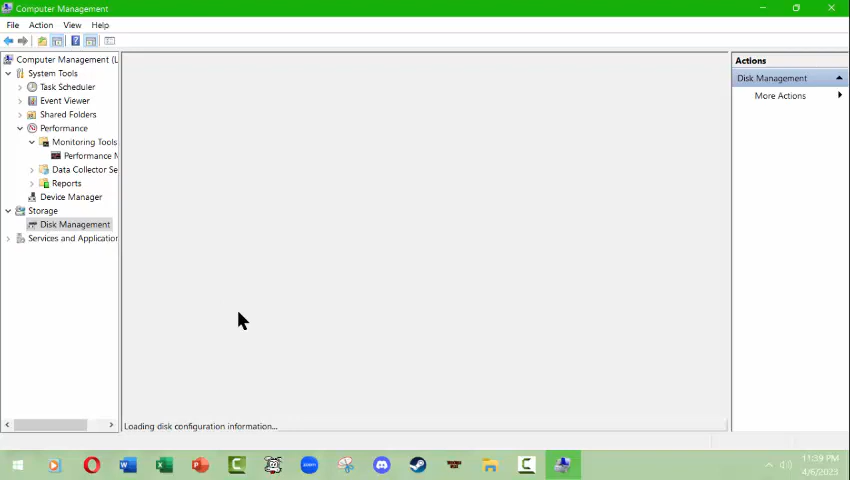 Computer Management
File Action View Help
Computer Management (L
System Tools
Task Scheduler
Event Viewer
Shared Folders
Performance
Monitoring Tools
Performance M
Data Collector Se
Reports
Device Manager
Storage
Disk Management
Services and Application
Loading disk configuration information...
Actions
Disk Management
More Actions
zoom
11:39 PM
4/6/2023